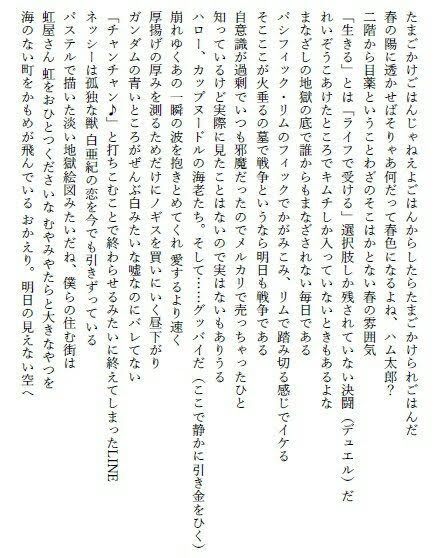 たまごかけごはんじゃねえよごはんからしたらたまごかけられごはんだ
春の陽に透かせばそりゃあ何だって春色になるよね、ハム太郎？
二階から目薬ということわざのそこはかとない春の雰囲気
「生きる」とは「ライフで受ける」選択肢しか残されていない決闘（デュエル）だ
れいぞうこあけたところでキムチしか入っていないときもあるよな
まなざしの地獄の底で誰からもまなざされない毎日である
パシフィック・リムのフィックでかがみこみ、リムで踏み切る感じでイケる
そこここが火垂るの墓で戦争というなら明日も戦争である
自意識が過剰でいつも邪魔だったのでメルカリで売っちゃったひと
知っているけど実際に見たことはないので実はないもありうる
ハロー、カップヌードルの海老たち。そして……グッバイだ（ここで静かに引き金をひく）
崩れゆくあの一瞬の波を抱きとめてくれ 愛するより速く
厚揚げの厚みを測るためだけにノギスを買いにいく昼下がり
ガンダムの青いところがぜんぶ白みたいな嘘なのにバレてない
「チャンチャン♪」と打ちこむことで終わらせるみたいに終えてしまったLINE
ネッシーは孤独な獣 白亜紀の恋を今でも引きずっている
パステルで描いた淡い地獄絵図みたいだね、僕らの住む街は
虹屋さん 虹をおひとつくださいな むやみやたらと大きなやつを
海のない町をかもめが飛んでいる おかえり。明日の見えない空へ